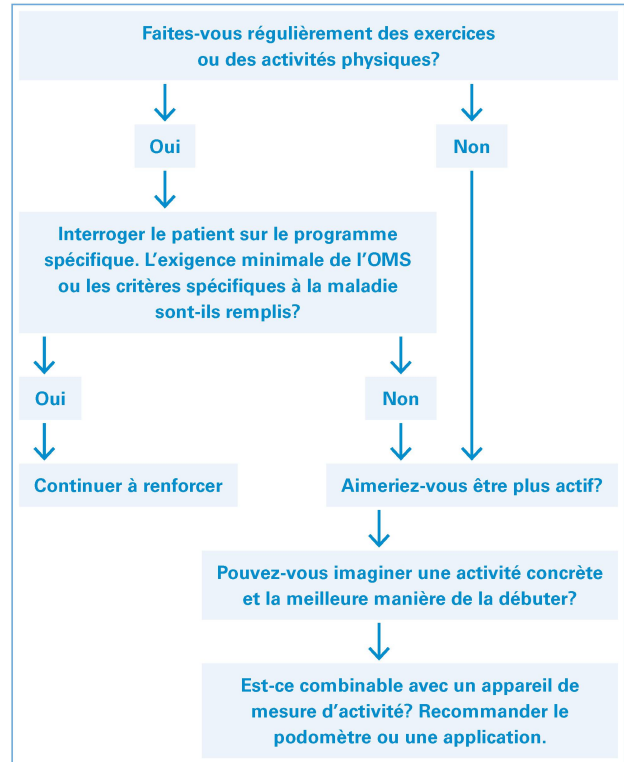 Faites-vous régulièrement des exercices
ou des activités physiques?
Oui
Non
Interroger le patient sur le programme
spécifique. L’exigence minimale de l’OMS
ou les critères spécifiques à la maladie
sont-ils remplis?
Oui
Non
Continuer à renforcer
Aimeriez-vous être plus actif?
Pouvez-vous imaginer une activité concrète
et la meilleure manière de la débuter?
Est-ce combinable avec un appareil de
mesure d’activité? Recommander le
podomètre ou une application.